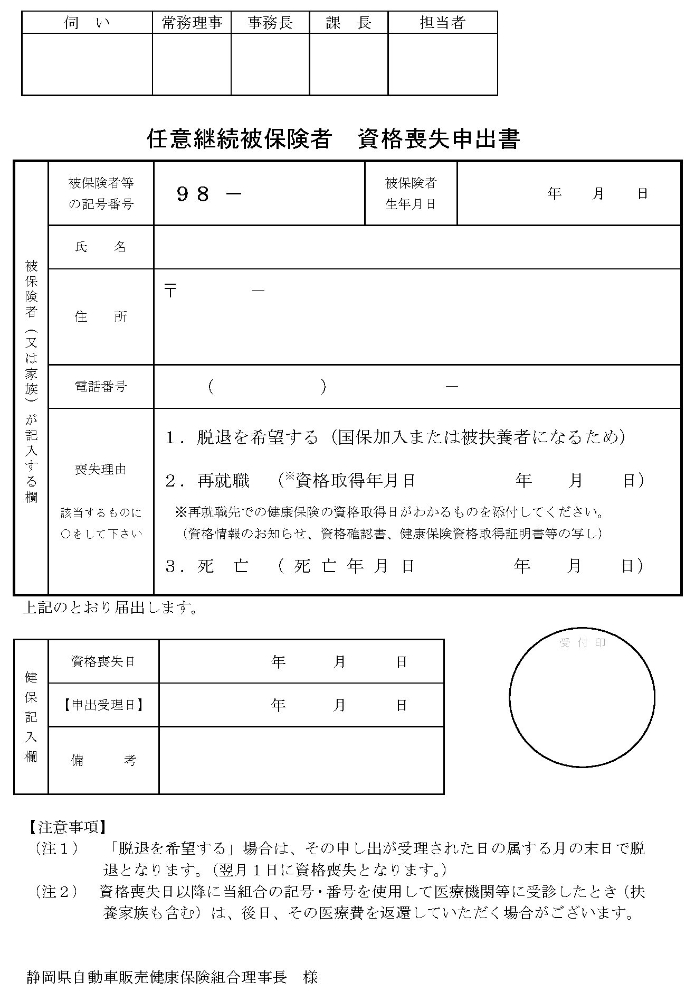 伺　い　常務理事　事務長　課　長　担当者
任意継続被保険者　資格喪失申出書
被保険者（又は家族）が記入する欄
被保険者等
の記号番号
９８ －
被保険者
生年月日
年　月　日
氏　名
住　所
〒　　－
電話番号
（　　　）　　　－
喪失理由
該当するものに
○をして下さい
１．脱退を希望する（国保加入または被扶養者になるため）
２．再就職　（※資格取得年月日　　　年　　月　　日）
※再就職先での健康保険の資格取得日がわかるものを添付してください。
（資格情報のお知らせ、資格確認書、健康保険資格取得証明書等の写し）
３．死　亡　（ 死 亡 年 月 日　　　年　　月　　日）
上記のとおり届出します。
健保記入欄
資格喪失日　年　月　日
【申出受理日】　年　月　日
備　考
受 付 印
【注意事項】
（注１）　「脱退を希望する」場合は、その申し出が受理された日の属する月の末日で脱
退となります。（翌月１日に資格喪失となります。）
（注２）　資格喪失日以降に当組合の記号・番号を使用して医療機関等に受診したとき（扶
養家族も含む）は、後日、その医療費を返還していただく場合がございます。
静岡県自動車販売健康保険組合理事長　様